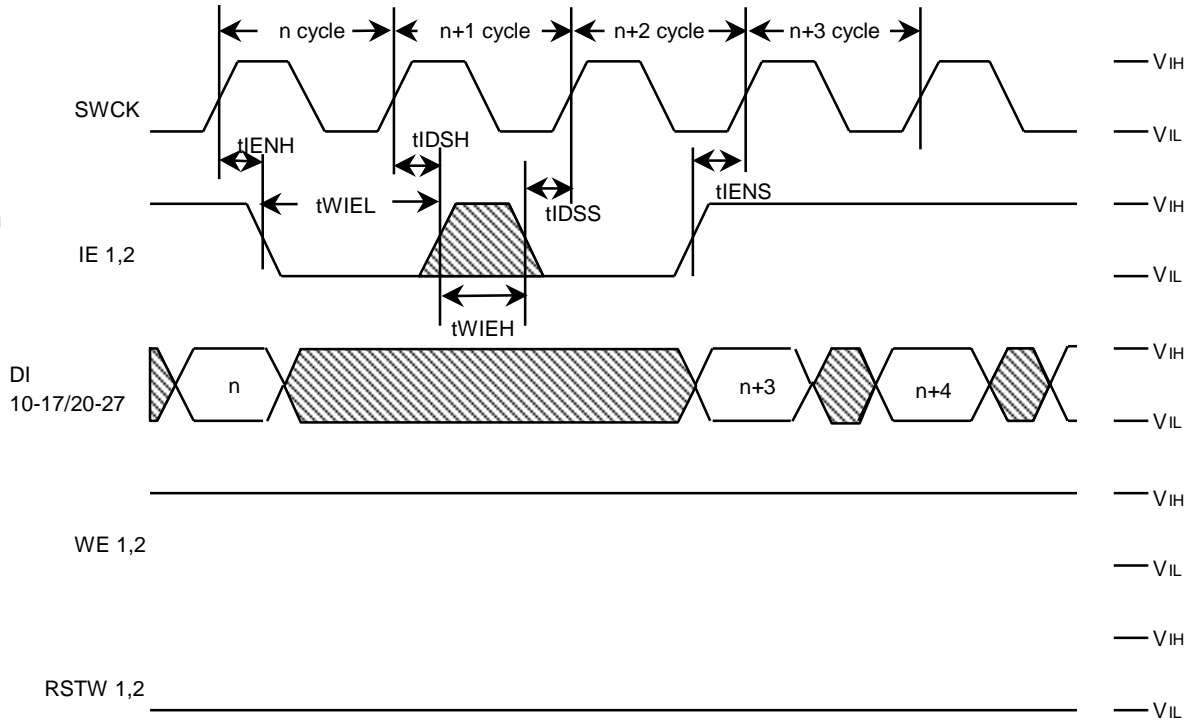 n cycle n+1 cycle n+2 cycle n+3 cycle
VIH
SWCK
VIL
tIENH
tIDSH
tIENS
tWIEL
tIDSS
VIH
IE 1,2
VIL
tWIEH
VIH
DI
10-17/20-27
n
n+3
n+4
VIL
VIH
WE 1,2
VIL
VIH
RSTW 1,2
VIL